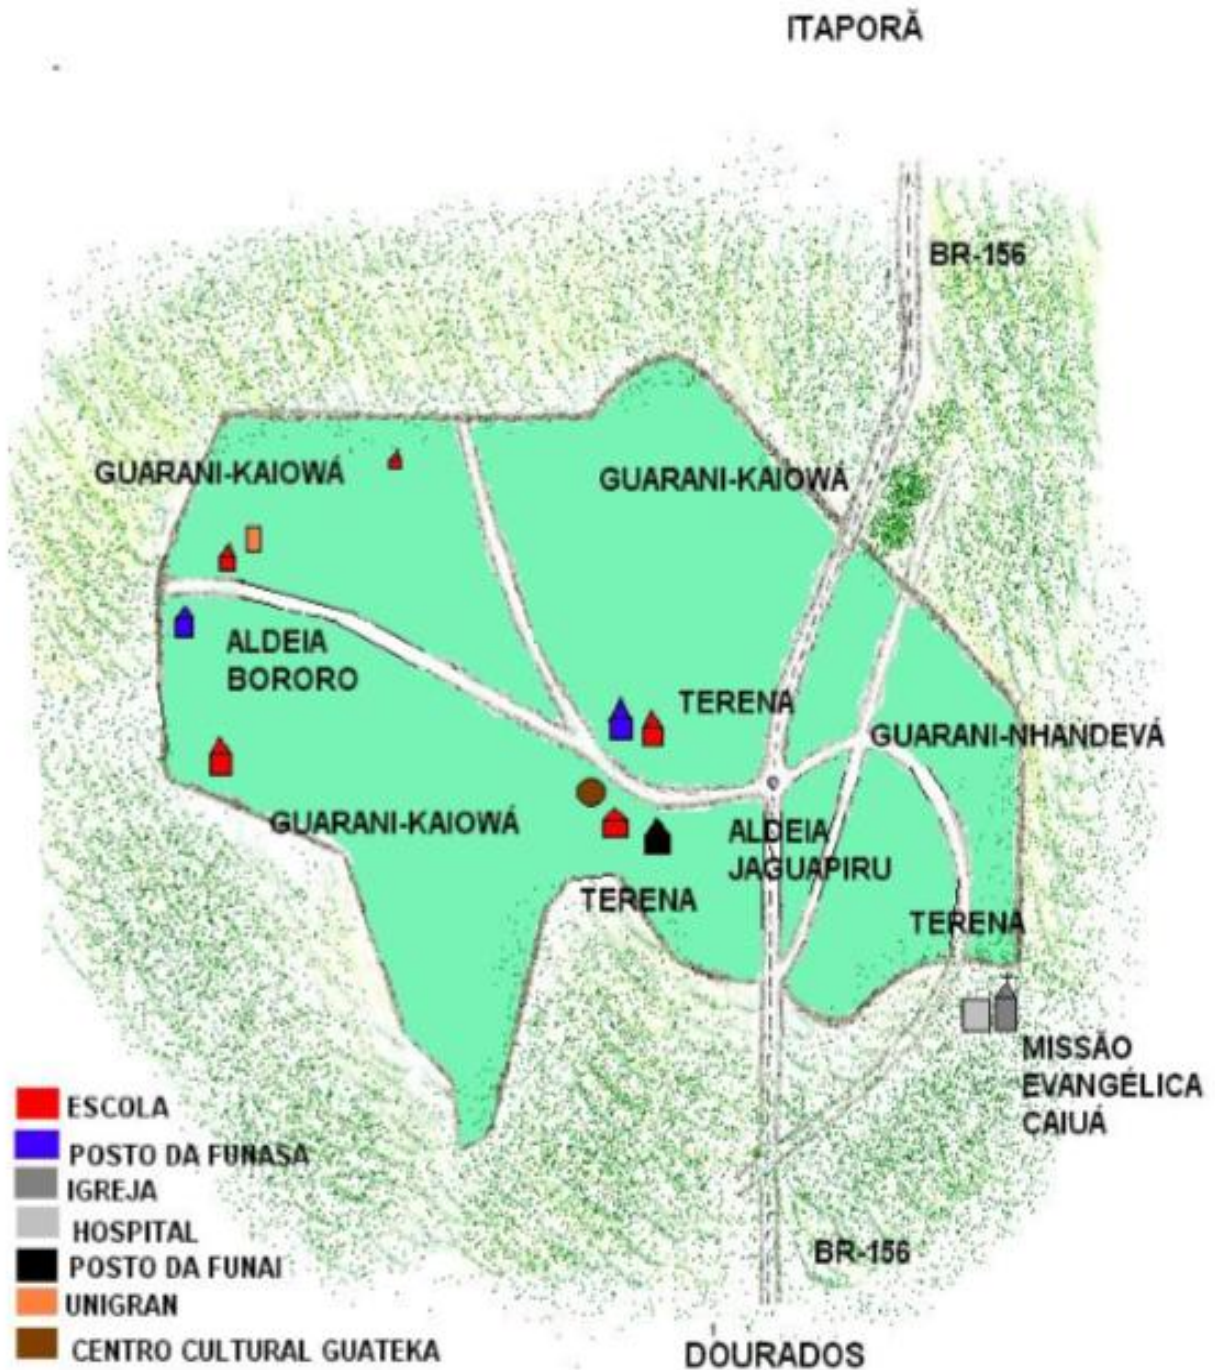 ITAPORÃ
BR-156
GUARANI-KAIOWÁ
GUARANI-KAIOWÁ
ALDEIA
BORORO
TERENA
GUARANI-NHANDEVÁ
GUARANI-KAIOWÁ
ALDEIA
JAGUAPIRU
TERENA
TERENA
MISSÃO
EVANGÉLICA
CAIUÁ
ESCOLA
POSTO DA FUNASA
IGREJA
HOSPITAL
POSTO DA FUNAI
UNIGRAN
CENTRO CULTURAL GUATEKA
BR-156
DOURADOS